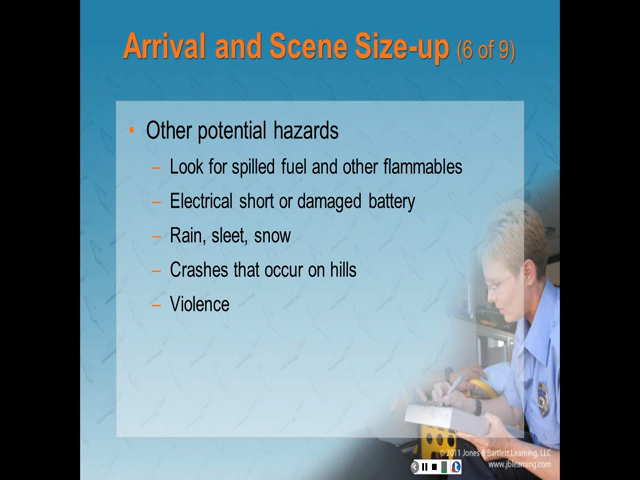 Arrival and Scene Size-up (6 of 9)
• Other potential hazards
– Look for spilled fuel and other flammables
– Electrical short or damaged battery
– Rain, sleet, snow
– Crashes that occur on hills
– Violence
© 2011 Jones & Bartlett Learning, LLC
www.jblearning.com